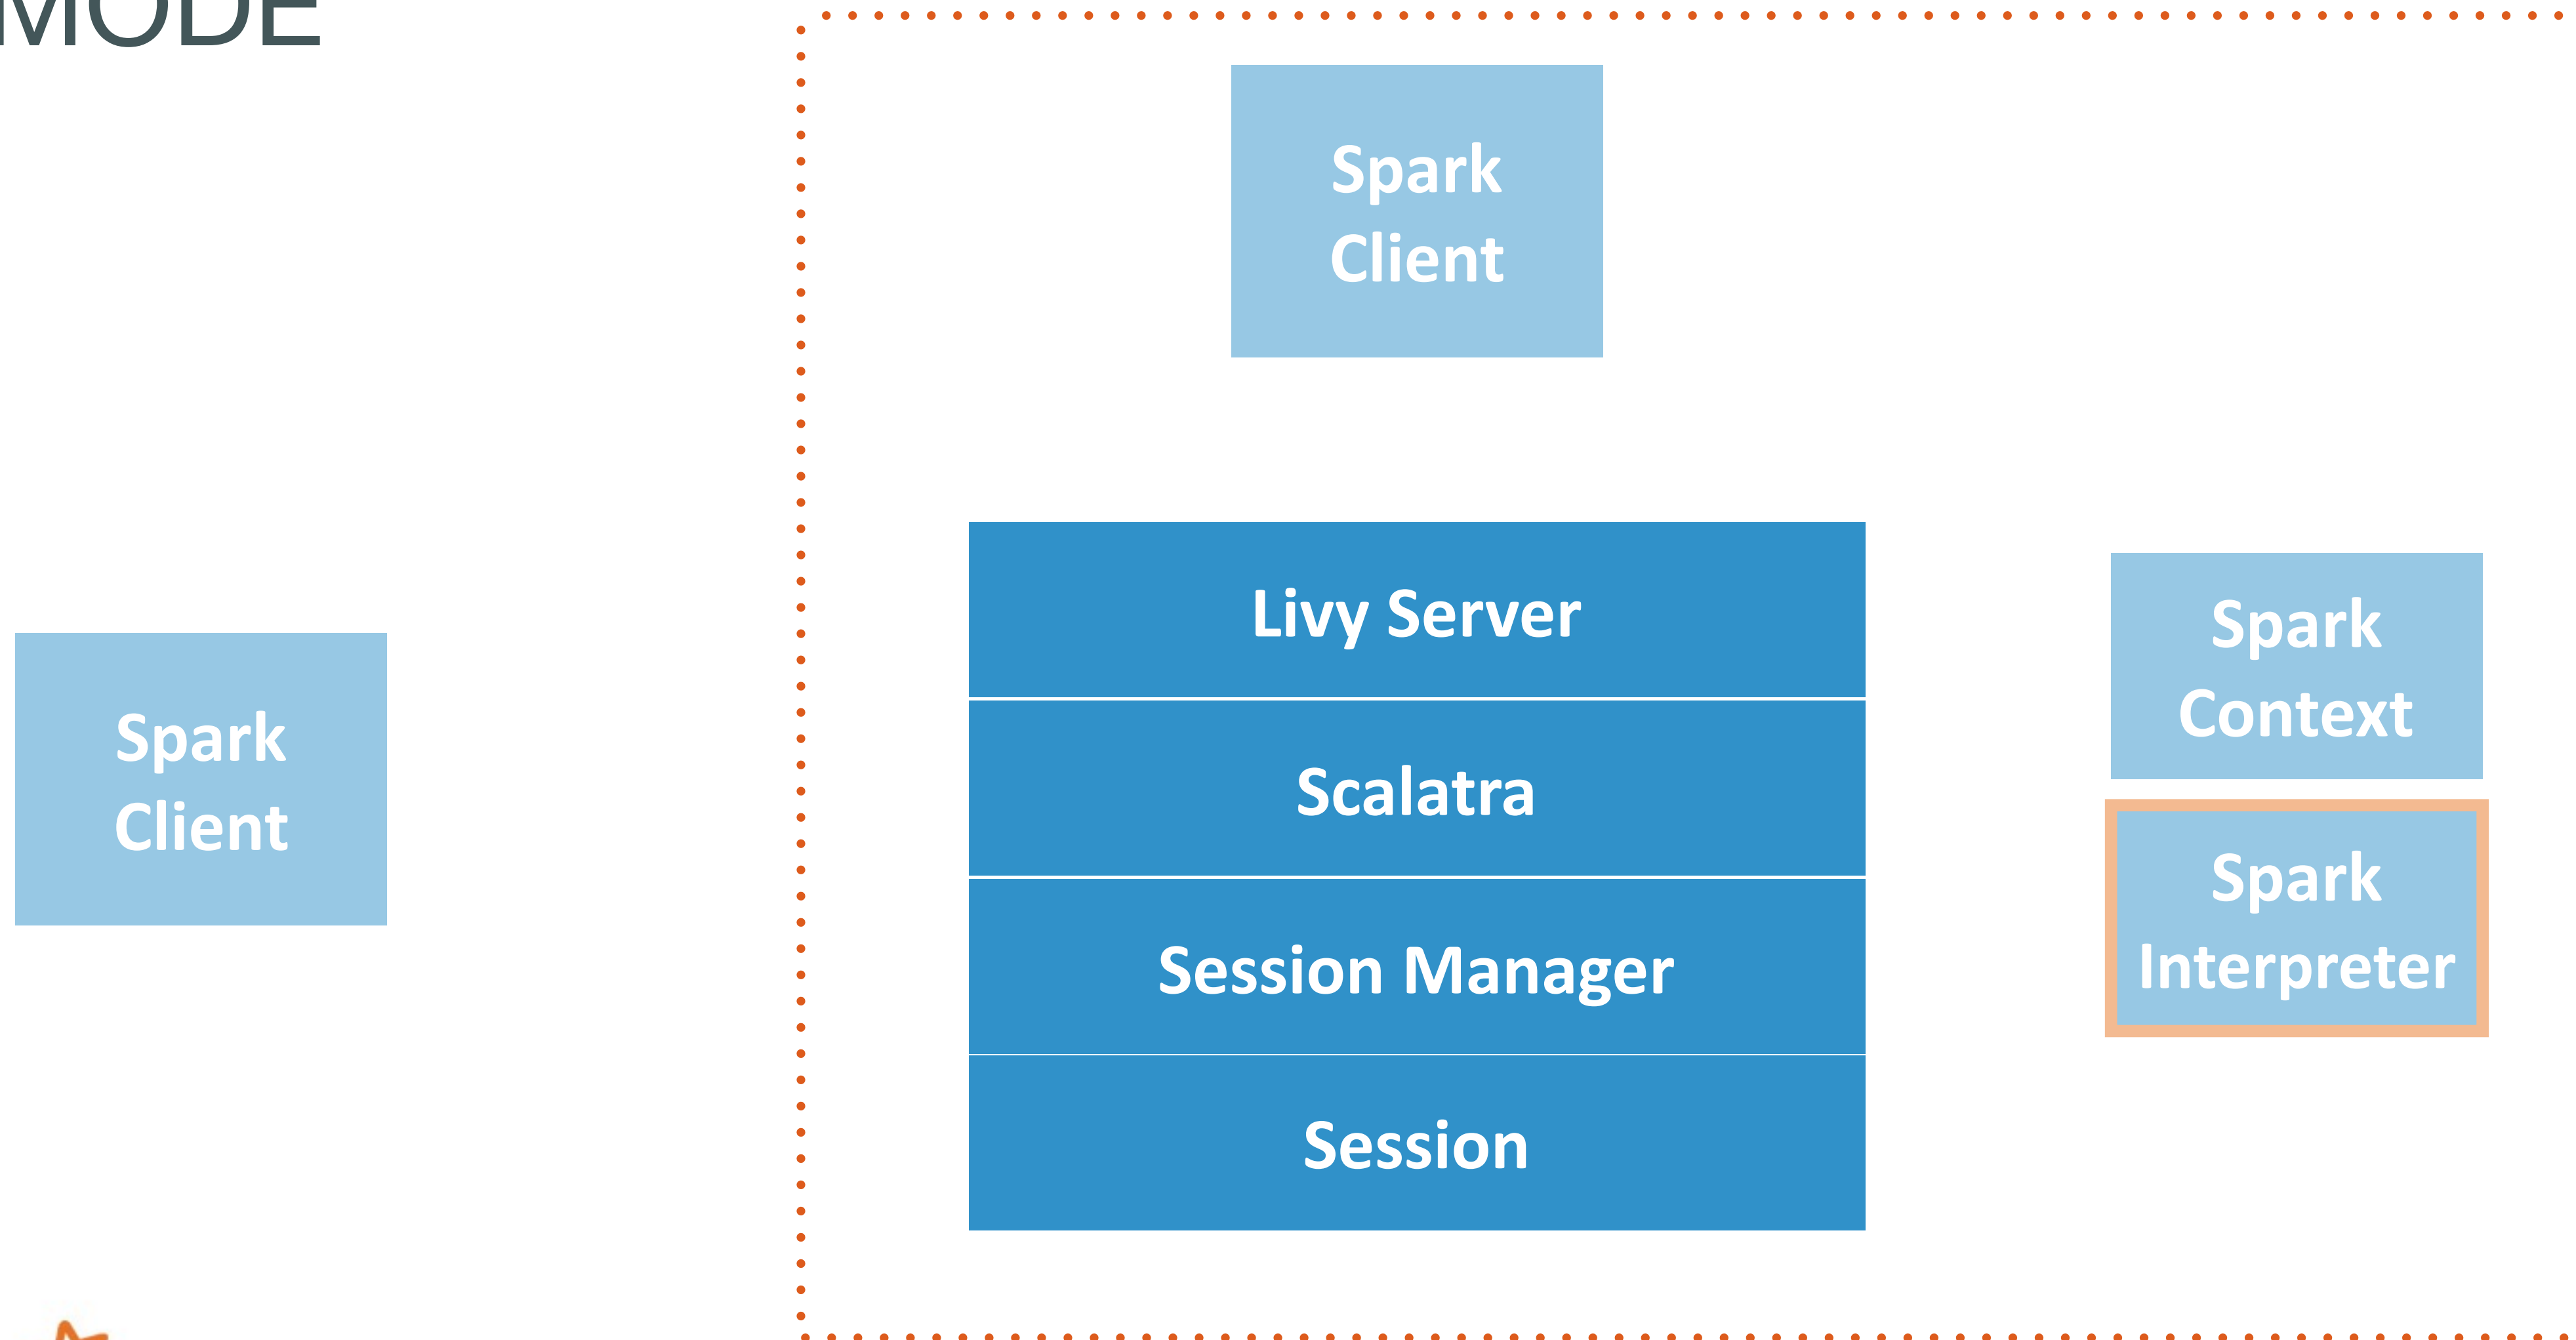 MODE
Spark
Client
Spark
Client
Livy Server
Scalatra
Session Manager
Session
Spark
Context
Spark
Interpreter